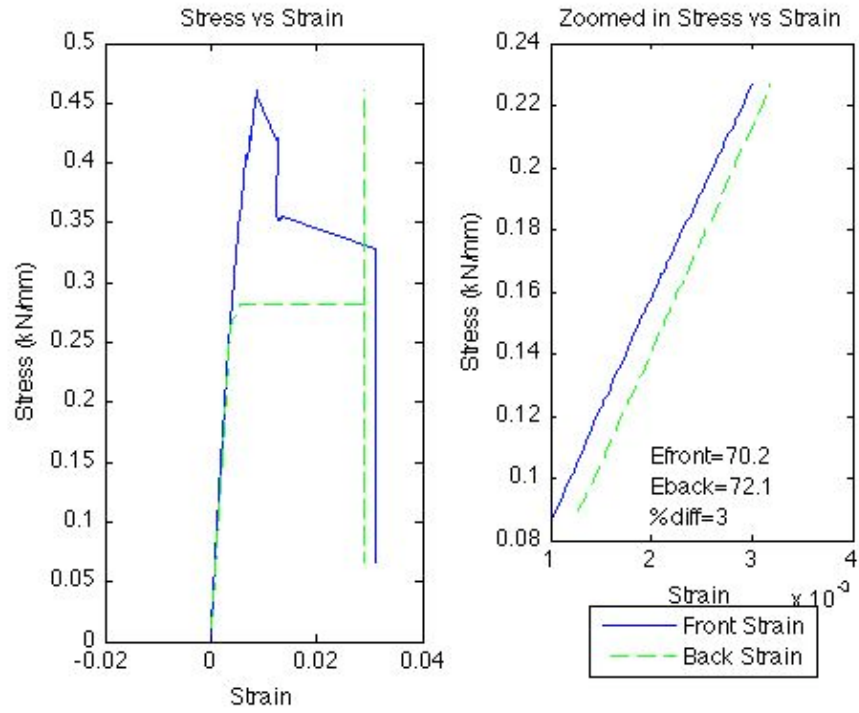 Stress vs Strain
0.5
0.45
0.4
0.35
0.3
0.25
0.2
0.15
0.1
0.05
0
Stress (kN/mm)
-0.02 0 0.02 0.04
Strain
Zoomed in Stress vs Strain
0.24
0.22
0.2
0.18
0.16
0.14
0.12
0.1
0.08
Stress (kN/mm)
Efront=70.2
Eback=72.1
%diff=3
1 2 3 4
Strain
x 10⁻³
Front Strain
Back Strain